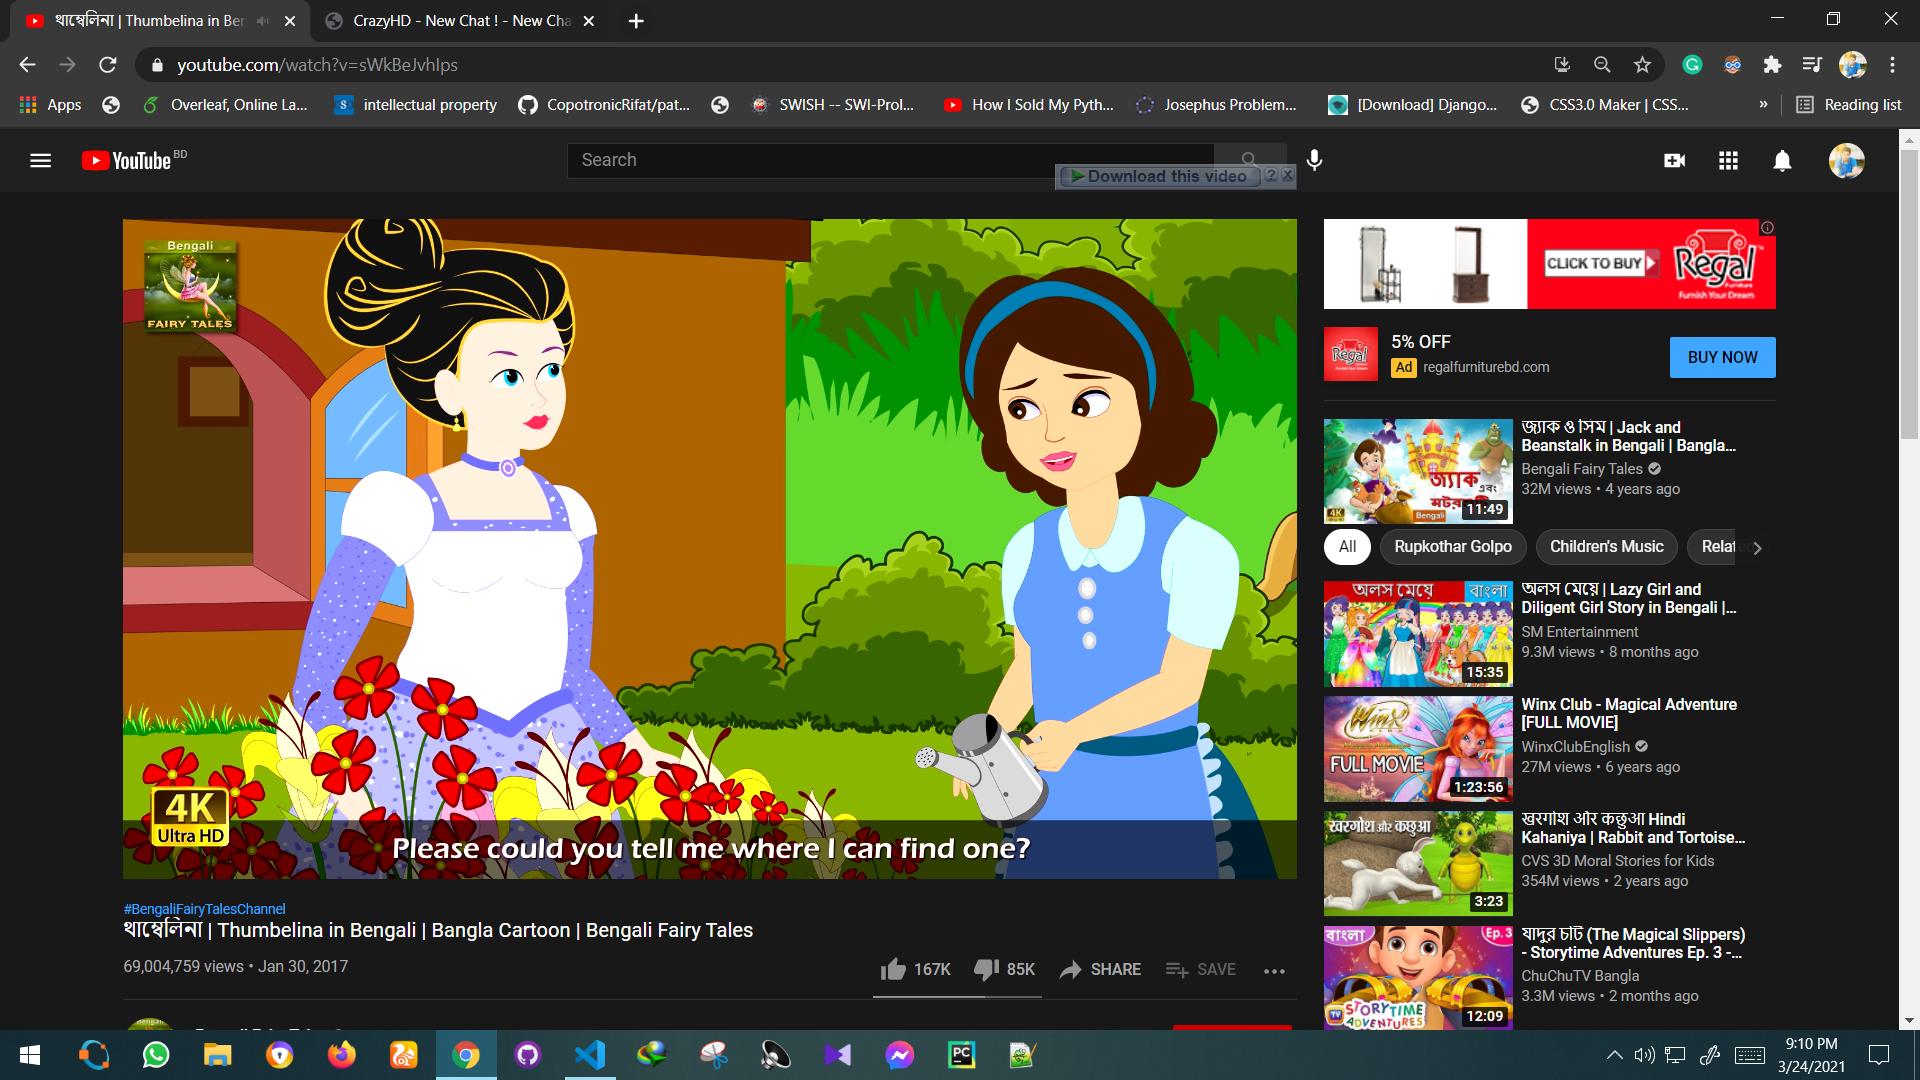 থাম্বেলিনা | Thumbelina in Ben
CrazyHD - New Chat ! - New Cha
youtube.com/watch?v=sWkBeJvhIps
Apps
Overleaf, Online La...
intellectual property
CopotronicRifat/pat...
SWISH -- SWI-Prol...
How I Sold My Pyth...
Josephus Problem...
[Download] Django...
CSS3.0 Maker | CSS...
»
Reading list
YouTube BD
Search
Download this video
Bengali
FAIRY TALES
4K
Ultra HD
Please could you tell me where I can find one?
#BengaliFairyTalesChannel
থাম্বেলিনা | Thumbelina in Bengali | Bangla Cartoon | Bengali Fairy Tales
69,004,759 views • Jan 30, 2017
167K
85K
SHARE
SAVE
CLICK TO BUY
Regal
Furniture
Furnish Your Dream
Regal
5% OFF
Ad regalfurniturebd.com
BUY NOW
জ্যাক এবং
4K
Bengali
11:49
জ্যাক ও সিম | Jack and
Beanstalk in Bengali | Bangla...
Bengali Fairy Tales
32M views • 4 years ago
All
Rupkothar Golpo
Children's Music
Relat
অলস মেয়ে
বাংলা
15:35
অলস মেয়ে | Lazy Girl and
Diligent Girl Story in Bengali |...
SM Entertainment
9.3M views • 8 months ago
WinX
FULL MOVIE
1:23:56
Winx Club - Magical Adventure
[FULL MOVIE]
WinxClubEnglish
27M views • 6 years ago
खरगोश और कछुआ
3:23
खरगोश और कछुआ Hindi
Kahaniya | Rabbit and Tortoise...
CVS 3D Moral Stories for Kids
354M views • 2 years ago
বাংলা
Ep. 3
STORYTIME
ADVENTURES
12:09
যাদুর চটি (The Magical Slippers)
- Storytime Adventures Ep. 3 -...
ChuChuTV Bangla
3.3M views • 2 months ago
9:10 PM
3/24/2021